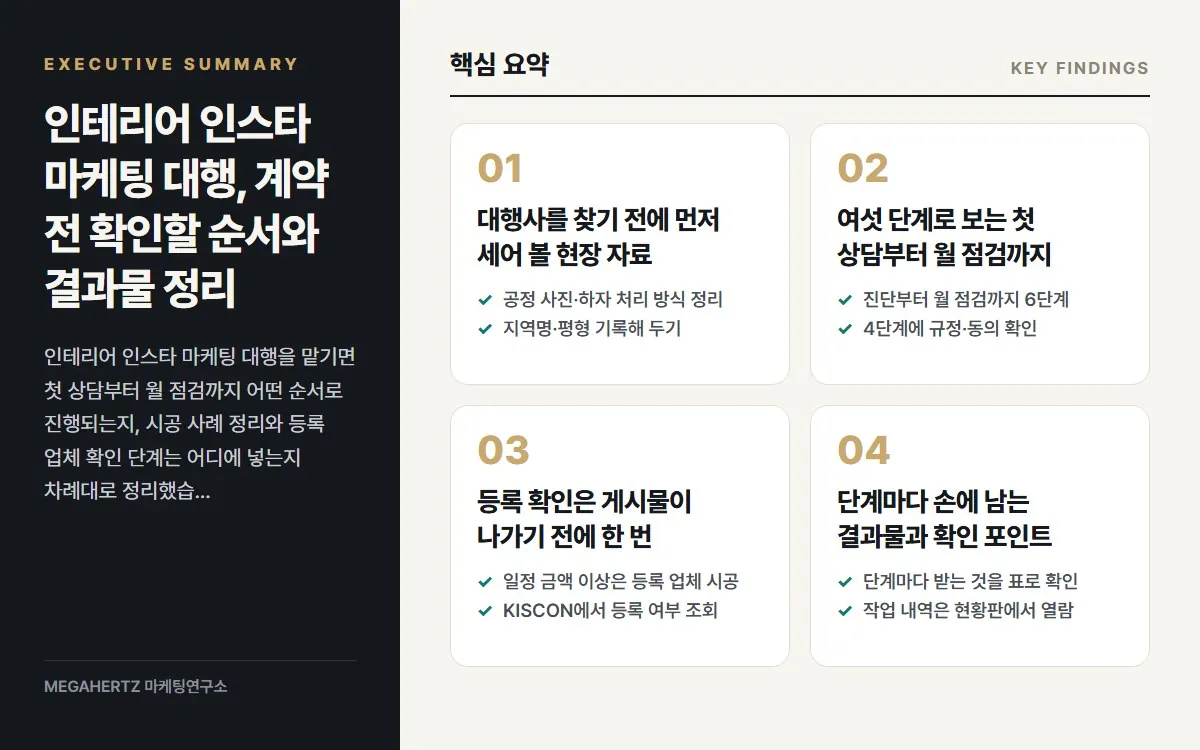 EXECUTIVE SUMMARY
인테리어 인스타
마케팅 대행, 계약
전 확인할 순서와
결과물 정리
인테리어 인스타 마케팅 대행을 맡기면
첫 상담부터 월 점검까지 어떤 순서로
진행되는지, 시공 사례 정리와 등록
업체 확인 단계는 어디에 넣는지
차례대로 정리했습...
MEGAHERTZ 마케팅연구소
핵심 요약
KEY FINDINGS
01
대행사를 찾기 전에 먼저
세어 볼 현장 자료
✓ 공정 사진·하자 처리 방식 정리
✓ 지역명·평형 기록해 두기
02
여섯 단계로 보는 첫
상담부터 월 점검까지
✓ 진단부터 월 점검까지 6단계
✓ 4단계에 규정·동의 확인
03
등록 확인은 게시물이
나가기 전에 한 번
✓ 일정 금액 이상은 등록 업체 시공
✓ KISCON에서 등록 여부 조회
04
단계마다 손에 남는
결과물과 확인 포인트
✓ 단계마다 받는 것을 표로 확인
✓ 작업 내역은 현황판에서 열람